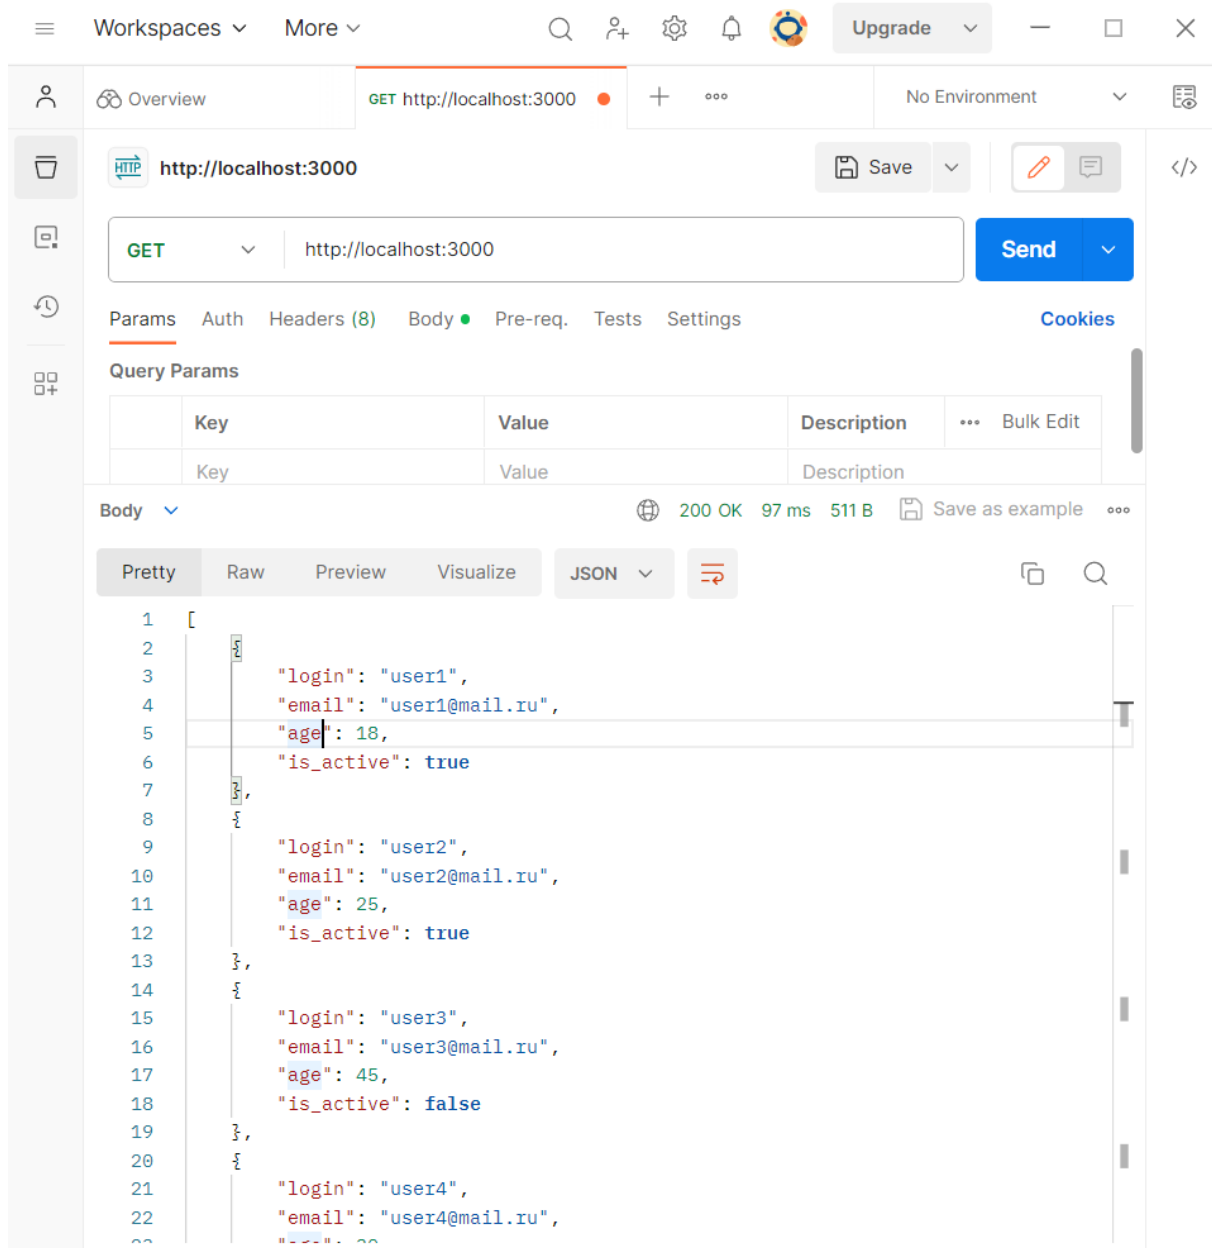 Workspaces More Upgrade
Overview GET http://localhost:3000 No Environment
HTTP http://localhost:3000 Save </>
GET http://localhost:3000 Send
Params Auth Headers (8) Body Pre-req. Tests Settings Cookies
Query Params
Key Value Description Bulk Edit
Key Value Description
Body 200 OK 97 ms 511 B Save as example
Pretty Raw Preview Visualize JSON
1 [
2 {
3 "login": "user1",
4 "email": "user1@mail.ru",
5 "age": 18,
6 "is_active": true
7 },
8 {
9 "login": "user2",
10 "email": "user2@mail.ru",
11 "age": 25,
12 "is_active": true
13 },
14 {
15 "login": "user3",
16 "email": "user3@mail.ru",
17 "age": 45,
18 "is_active": false
19 },
20 {
21 "login": "user4",
22 "email": "user4@mail.ru",